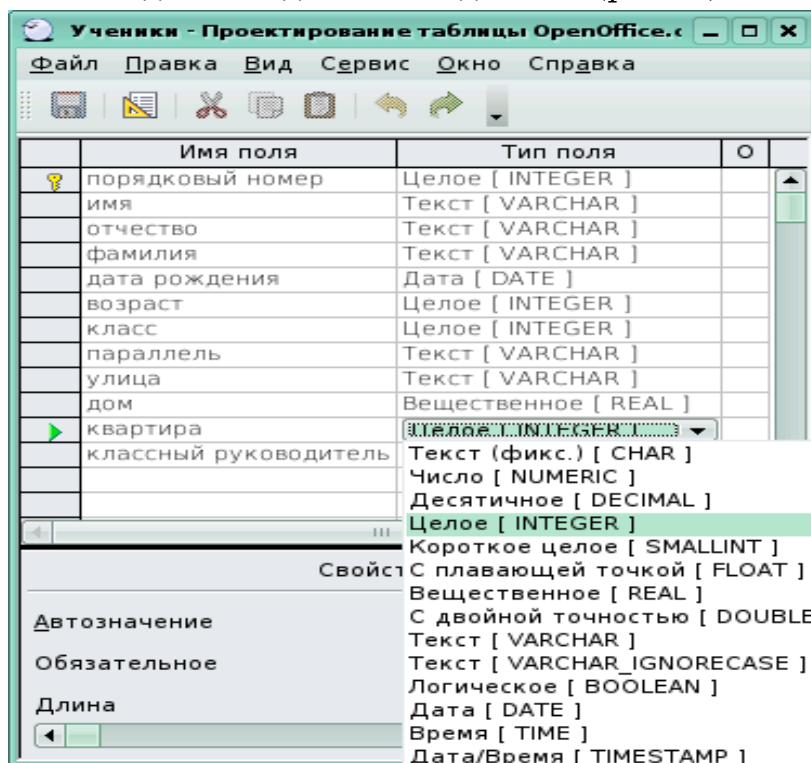 Ученики - Проектирование таблицы OpenOffice.c
Файл Правка Вид Сервис Окно Справка
Имя поля Тип поля О
порядковый номер Целое [ INTEGER ]
имя Текст [ VARCHAR ]
отчество Текст [ VARCHAR ]
фамилия Текст [ VARCHAR ]
дата рождения Дата [ DATE ]
возраст Целое [ INTEGER ]
класс Целое [ INTEGER ]
параллель Текст [ VARCHAR ]
улица Текст [ VARCHAR ]
дом Вещественное [ REAL ]
квартира Целое [ INTEGER ]
классный руководитель Текст (фикс.) [ CHAR ]
Число [ NUMERIC ]
Десятичное [ DECIMAL ]
Целое [ INTEGER ]
Короткое целое [ SMALLINT ]
Свойст С плавающей точкой [ FLOAT ]
Вещественное [ REAL ]
Автозначение С двойной точностью [ DOUBLE
Текст [ VARCHAR ]
Обязательное Текст [ VARCHAR_IGNORECASE ]
Логическое [ BOOLEAN ]
Длина Дата [ DATE ]
Время [ TIME ]
Дата/Время [ TIMESTAMP ]